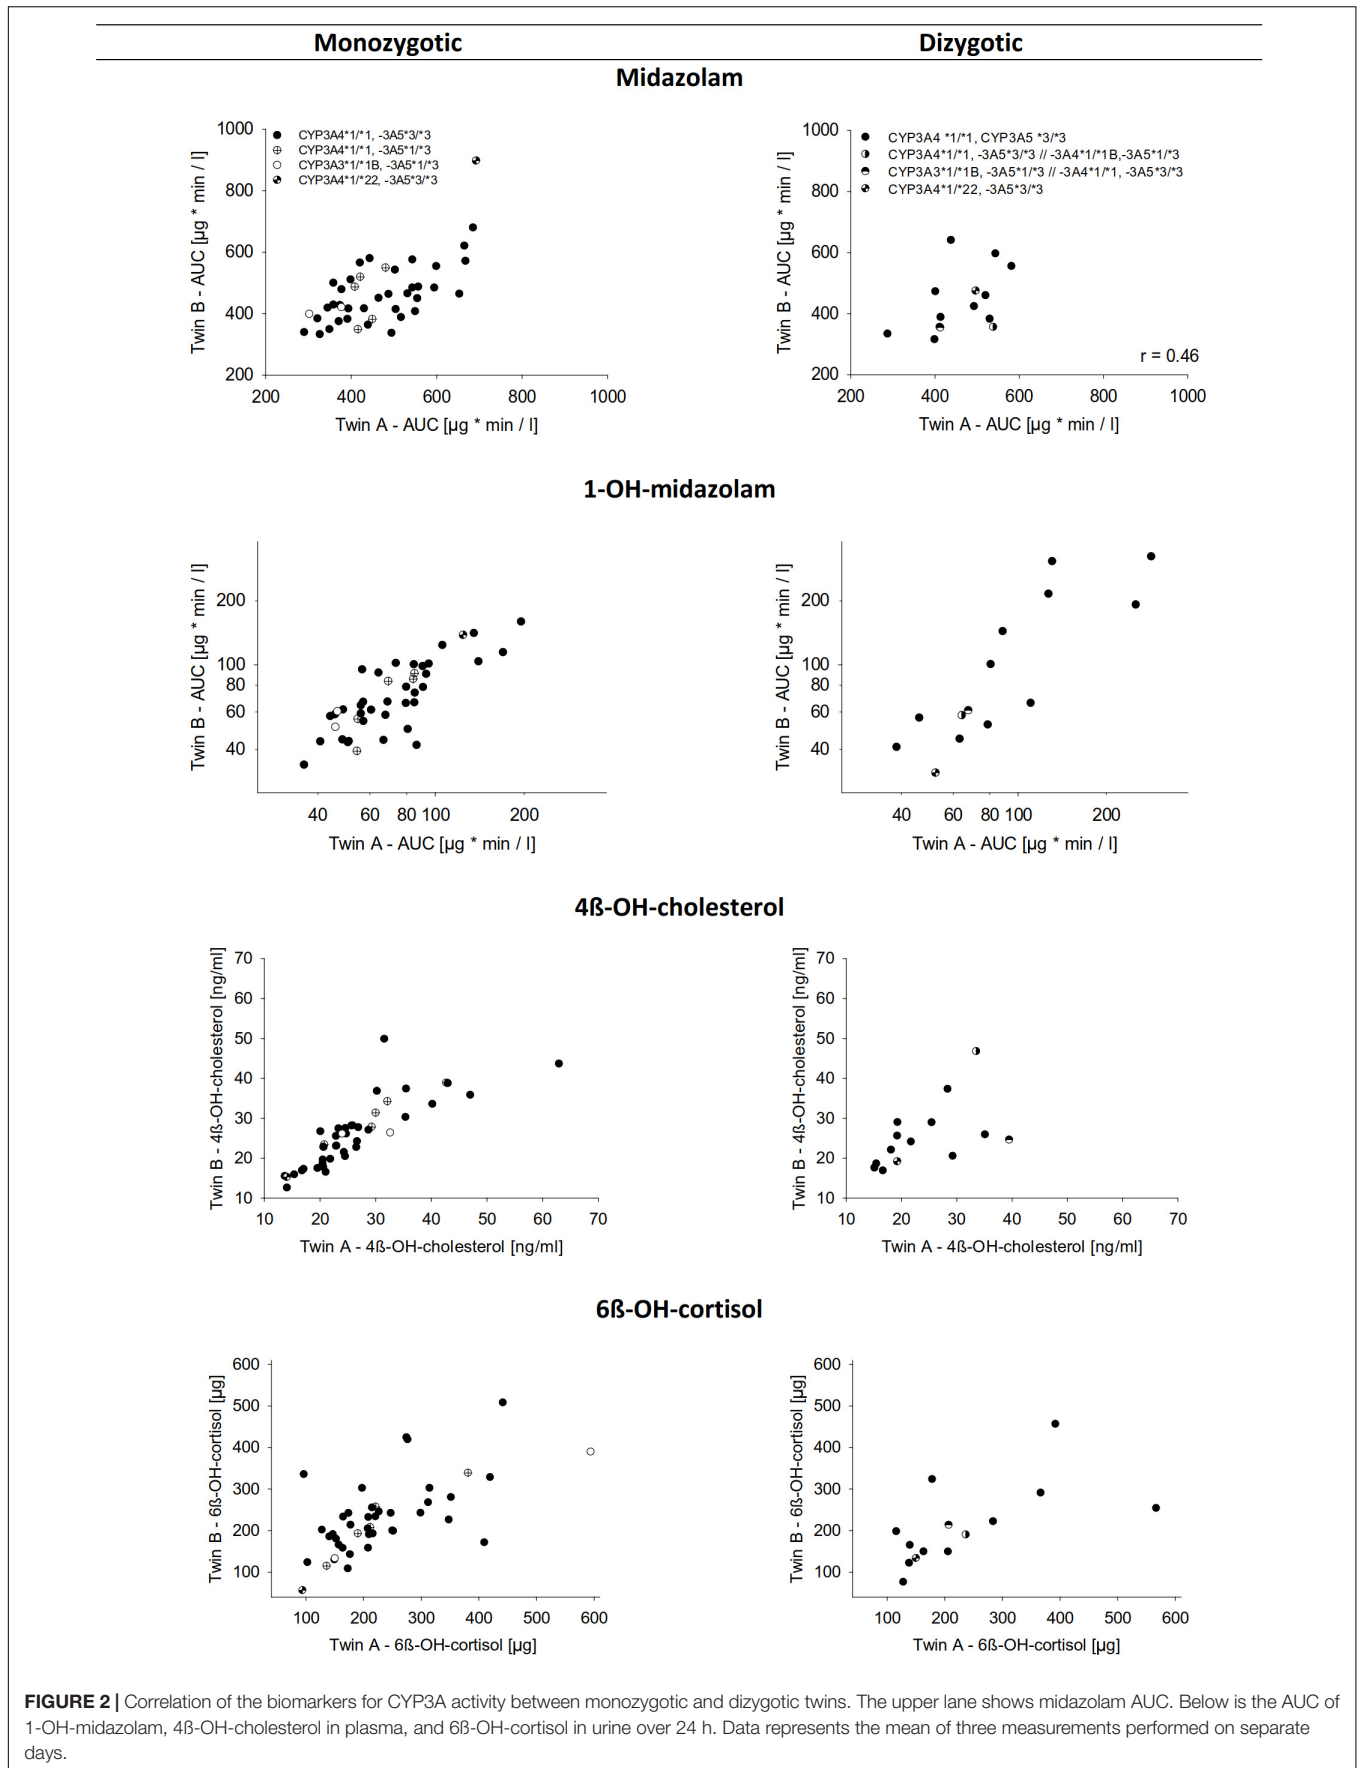 Monozygotic Dizygotic
Midazolam
1000
800
600
400
200
200 400 600 800 1000
Twin B - AUC [µg * min / l]
Twin A - AUC [µg * min / l]
CYP3A4*1/*1, -3A5*3/*3
CYP3A4*1/*1, -3A5*1/*3
CYP3A3*1/*1B, -3A5*1/*3
CYP3A4*1/*22, -3A5*3/*3
1000
800
600
400
200
200 400 600 800 1000
Twin B - AUC [µg * min / l]
Twin A - AUC [µg * min / l]
CYP3A4 *1/*1, CYP3A5 *3/*3
CYP3A4*1/*1, -3A5*3/*3 // -3A4*1/*1B,-3A5*1/*3
CYP3A3*1/*1B, -3A5*1/*3 // -3A4*1/*1, -3A5*3/*3
CYP3A4*1/*22, -3A5*3/*3
r = 0.46
1-OH-midazolam
200
100
80
60
40
40 60 80 100 200
Twin B - AUC [µg * min / l]
Twin A - AUC [µg * min / l]
200
100
80
60
40
40 60 80 100 200
Twin B - AUC [µg * min / l]
Twin A - AUC [µg * min / l]
4ß-OH-cholesterol
70
60
50
40
30
20
10
10 20 30 40 50 60 70
Twin B - 4ß-OH-cholesterol [ng/ml]
Twin A - 4ß-OH-cholesterol [ng/ml]
70
60
50
40
30
20
10
10 20 30 40 50 60 70
Twin B - 4ß-OH-cholesterol [ng/ml]
Twin A - 4ß-OH-cholesterol [ng/ml]
6ß-OH-cortisol
600
500
400
300
200
100
100 200 300 400 500 600
Twin B - 6ß-OH-cortisol [µg]
Twin A - 6ß-OH-cortisol [µg]
600
500
400
300
200
100
100 200 300 400 500 600
Twin B - 6ß-OH-cortisol [µg]
Twin A - 6ß-OH-cortisol [µg]
FIGURE 2 | Correlation of the biomarkers for CYP3A activity between monozygotic and dizygotic twins. The upper lane shows midazolam AUC. Below is the AUC of
1-OH-midazolam, 4ß-OH-cholesterol in plasma, and 6ß-OH-cortisol in urine over 24 h. Data represents the mean of three measurements performed on separate
days.